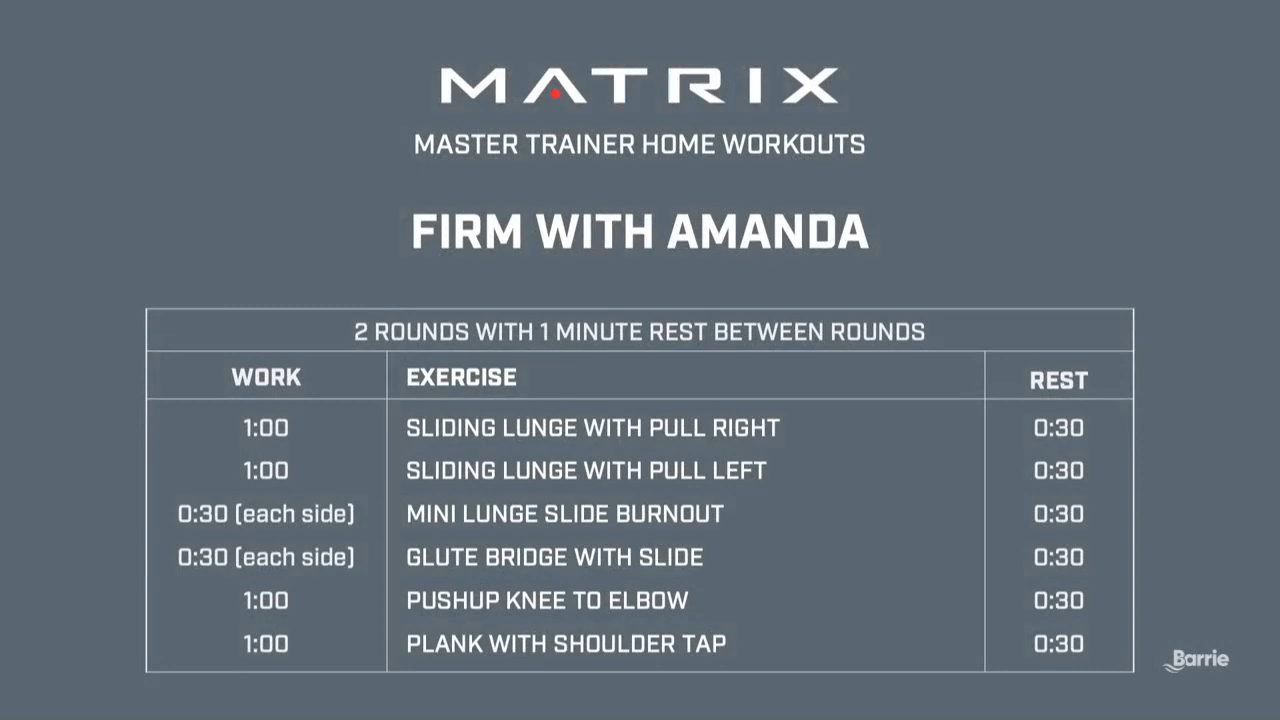 MATRIX
MASTER TRAINER HOME WORKOUTS
FIRM WITH AMANDA
2 ROUNDS WITH 1 MINUTE REST BETWEEN ROUNDS
WORK EXERCISE REST
1:00 SLIDING LUNGE WITH PULL RIGHT 0:30
1:00 SLIDING LUNGE WITH PULL LEFT 0:30
0:30 (each side) MINI LUNGE SLIDE BURNOUT 0:30
0:30 (each side) GLUTE BRIDGE WITH SLIDE 0:30
1:00 PUSHUP KNEE TO ELBOW 0:30
1:00 PLANK WITH SHOULDER TAP 0:30
Barrie